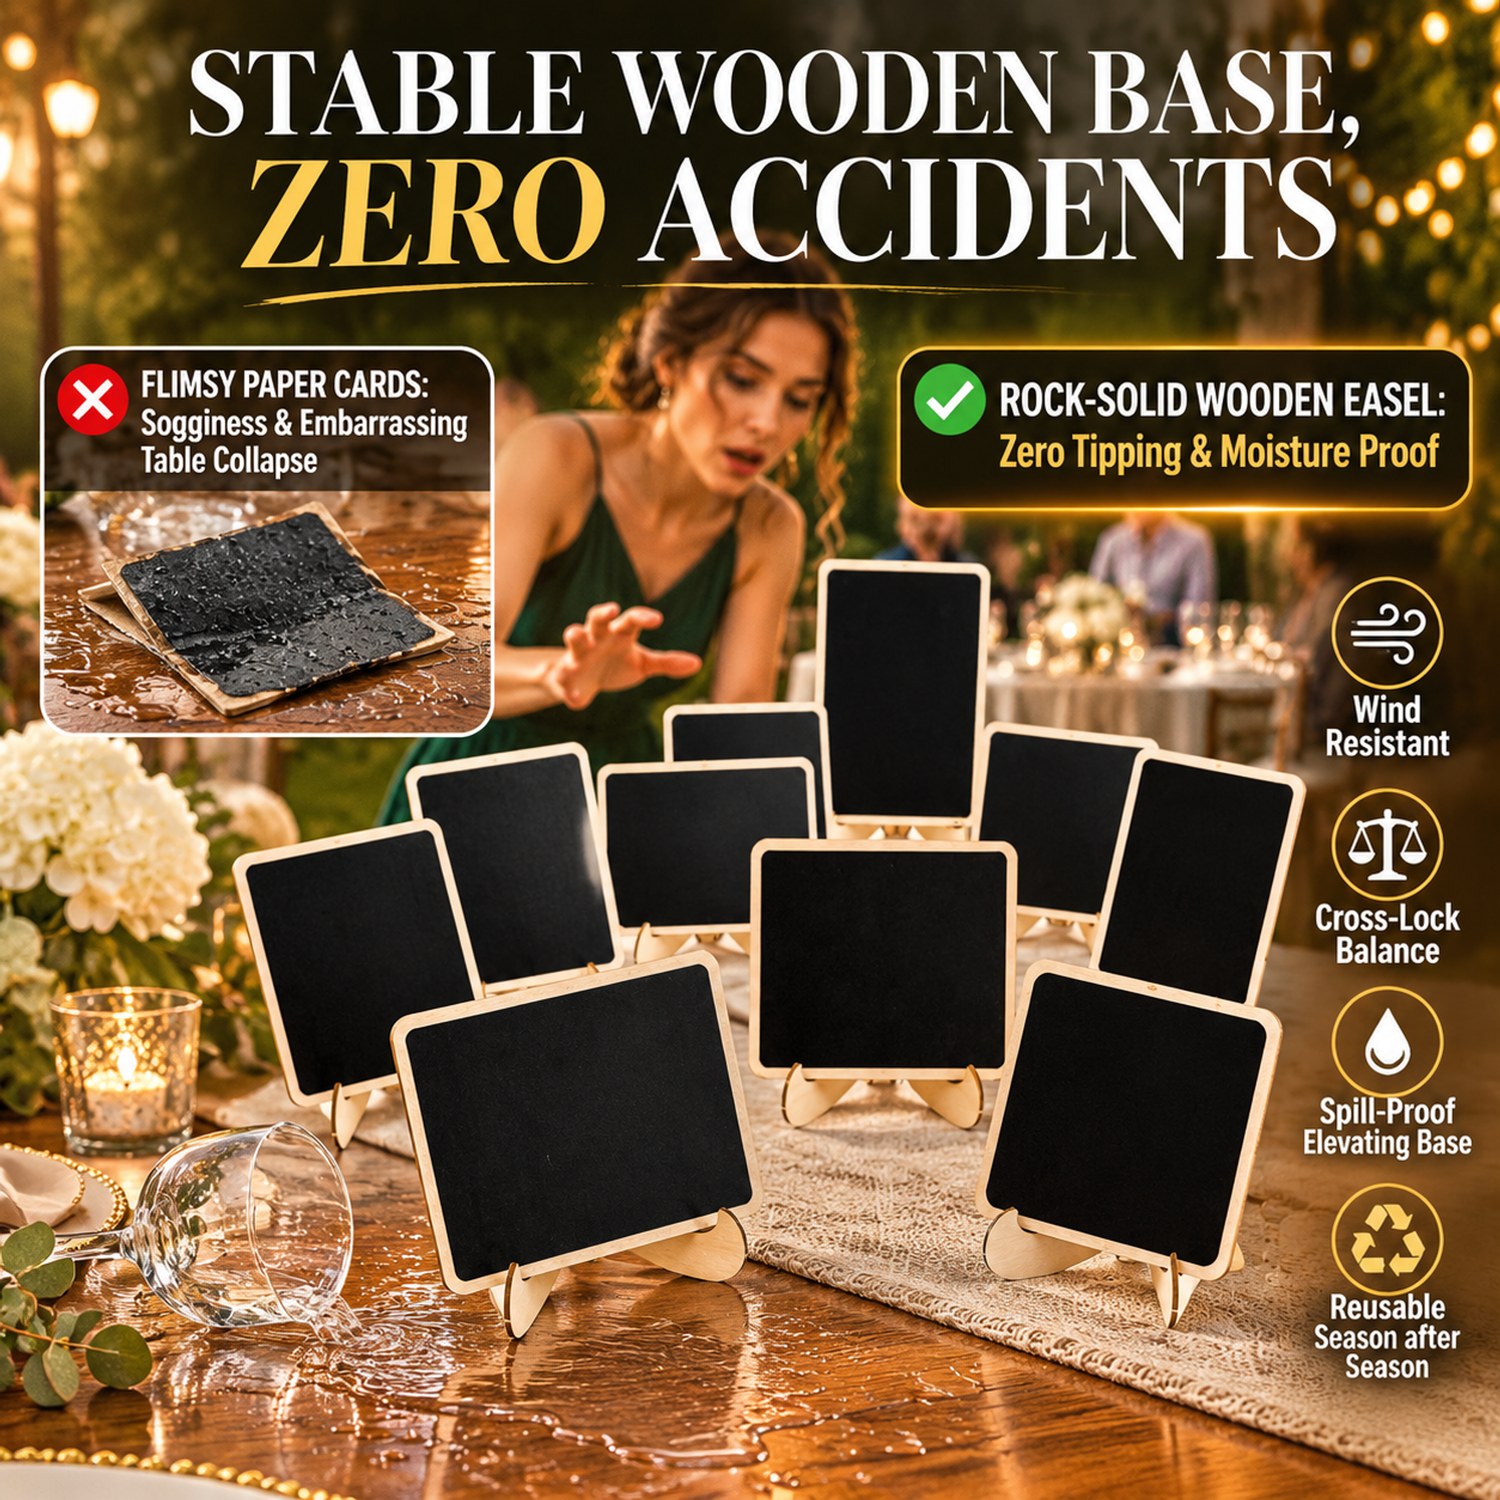 STABLE WOODEN BASE,
ZERO ACCIDENTS
FLIMSY PAPER CARDS:
Sogginess & Embarrassing
Table Collapse
ROCK-SOLID WOODEN EASEL:
Zero Tipping & Moisture Proof
Wind
Resistant
Cross-Lock
Balance
Spill-Proof
Elevating Base
Reusable
Season after
Season